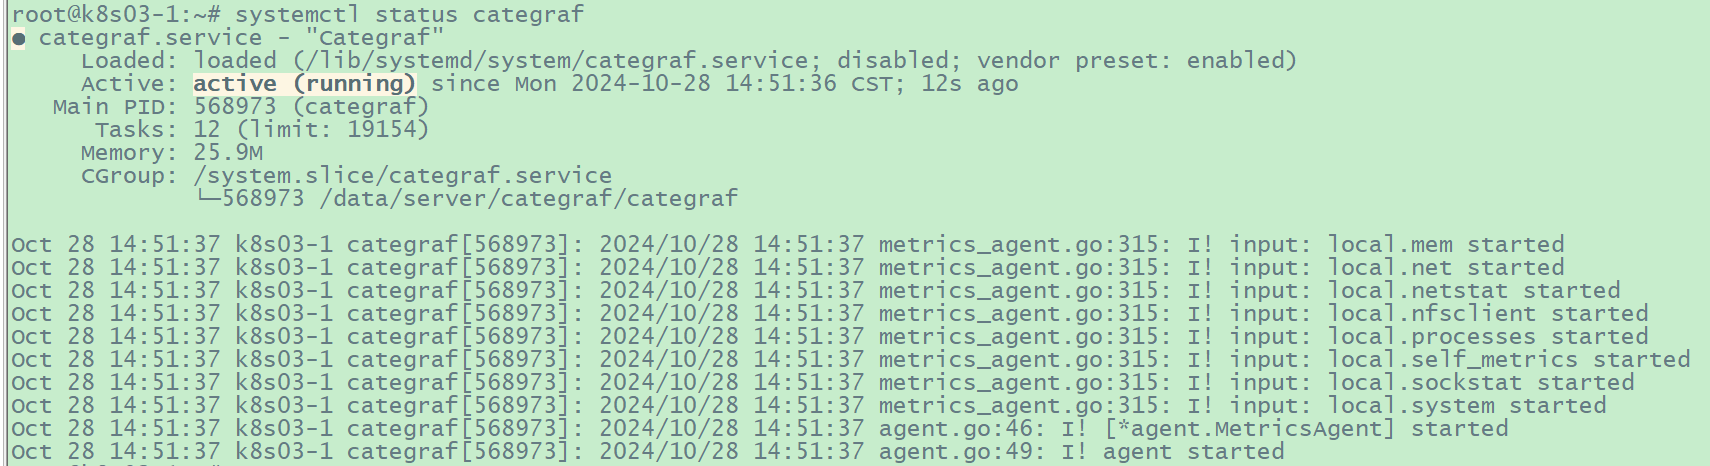 root@k8s03-1:~# systemctl status categraf
● categraf.service - "Categraf"
Loaded: loaded (/lib/systemd/system/categraf.service; disabled; vendor preset: enabled)
Active: active (running) since Mon 2024-10-28 14:51:36 CST; 12s ago
Main PID: 568973 (categraf)
Tasks: 12 (limit: 19154)
Memory: 25.9M
CGroup: /system.slice/categraf.service
└─568973 /data/server/categraf/categraf
Oct 28 14:51:37 k8s03-1 categraf[568973]: 2024/10/28 14:51:37 metrics_agent.go:315: I! input: local.mem started
Oct 28 14:51:37 k8s03-1 categraf[568973]: 2024/10/28 14:51:37 metrics_agent.go:315: I! input: local.net started
Oct 28 14:51:37 k8s03-1 categraf[568973]: 2024/10/28 14:51:37 metrics_agent.go:315: I! input: local.netstat started
Oct 28 14:51:37 k8s03-1 categraf[568973]: 2024/10/28 14:51:37 metrics_agent.go:315: I! input: local.nfsclient started
Oct 28 14:51:37 k8s03-1 categraf[568973]: 2024/10/28 14:51:37 metrics_agent.go:315: I! input: local.processes started
Oct 28 14:51:37 k8s03-1 categraf[568973]: 2024/10/28 14:51:37 metrics_agent.go:315: I! input: local.self_metrics started
Oct 28 14:51:37 k8s03-1 categraf[568973]: 2024/10/28 14:51:37 metrics_agent.go:315: I! input: local.sockstat started
Oct 28 14:51:37 k8s03-1 categraf[568973]: 2024/10/28 14:51:37 metrics_agent.go:315: I! input: local.system started
Oct 28 14:51:37 k8s03-1 categraf[568973]: 2024/10/28 14:51:37 agent.go:46: I! [*agent.MetricsAgent] started
Oct 28 14:51:37 k8s03-1 categraf[568973]: 2024/10/28 14:51:37 agent.go:49: I! agent started